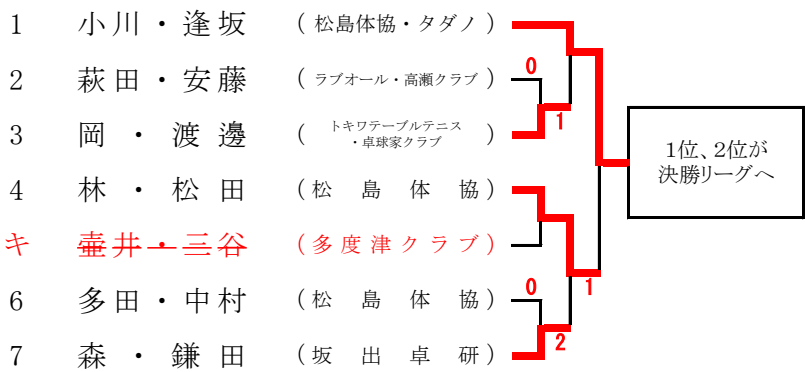 1 小川・逢坂 (松島体協・タダノ)
0
2 萩田・安藤 (ラブオール・高瀬クラブ)
1
3 岡・渡邊 (トキワテーブルテニス
・卓球家クラブ)
1位、2位が
決勝リーグへ
4 林・松田 (松島体協)
キ 壷井・三谷 (多度津クラブ)
1
0
6 多田・中村 (松島体協)
2
7 森・鎌田 (坂出卓研)